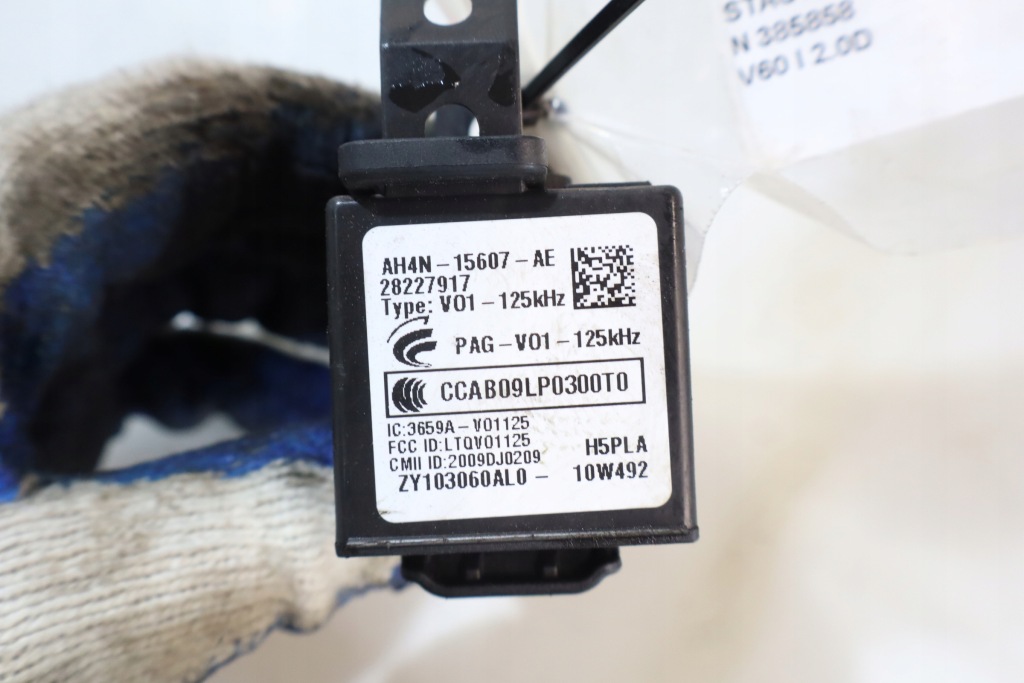 N 385858
V60 I 2.0D
AH4N-15607-AE
28227917
Type: V01-125kHz
PAG-V01-125kHz
CCAB09LP0300T0
IC:3659A-V01125
FCC ID:LTQV01125
CMII ID:2009DJ0209
H5PLA
ZY103060AL0- 10W492